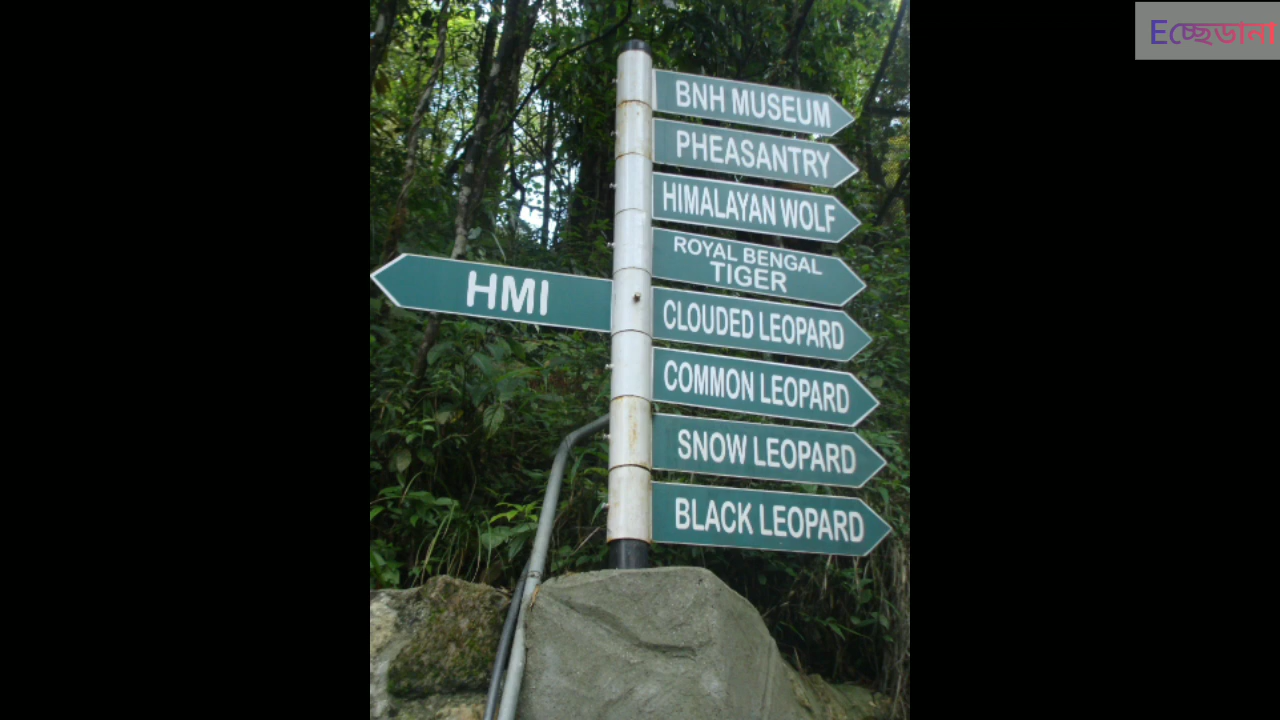 Eচ্ছেডানা
BNH MUSEUM
PHEASANTRY
HIMALAYAN WOLF
ROYAL BENGAL
TIGER
HMI
CLOUDED LEOPARD
COMMON LEOPARD
SNOW LEOPARD
BLACK LEOPARD